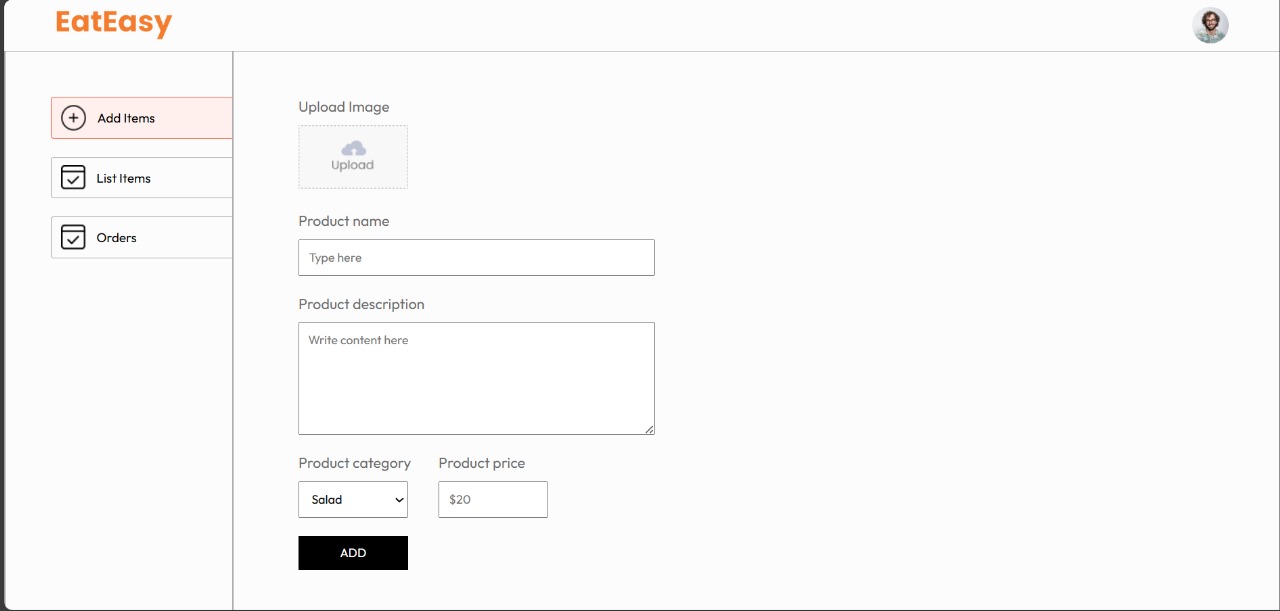 EatEasy
Add Items
List Items
Orders
Upload Image
Upload
Product name
Type here
Product description
Write content here
Product category
Product price
Salad
$20
ADD